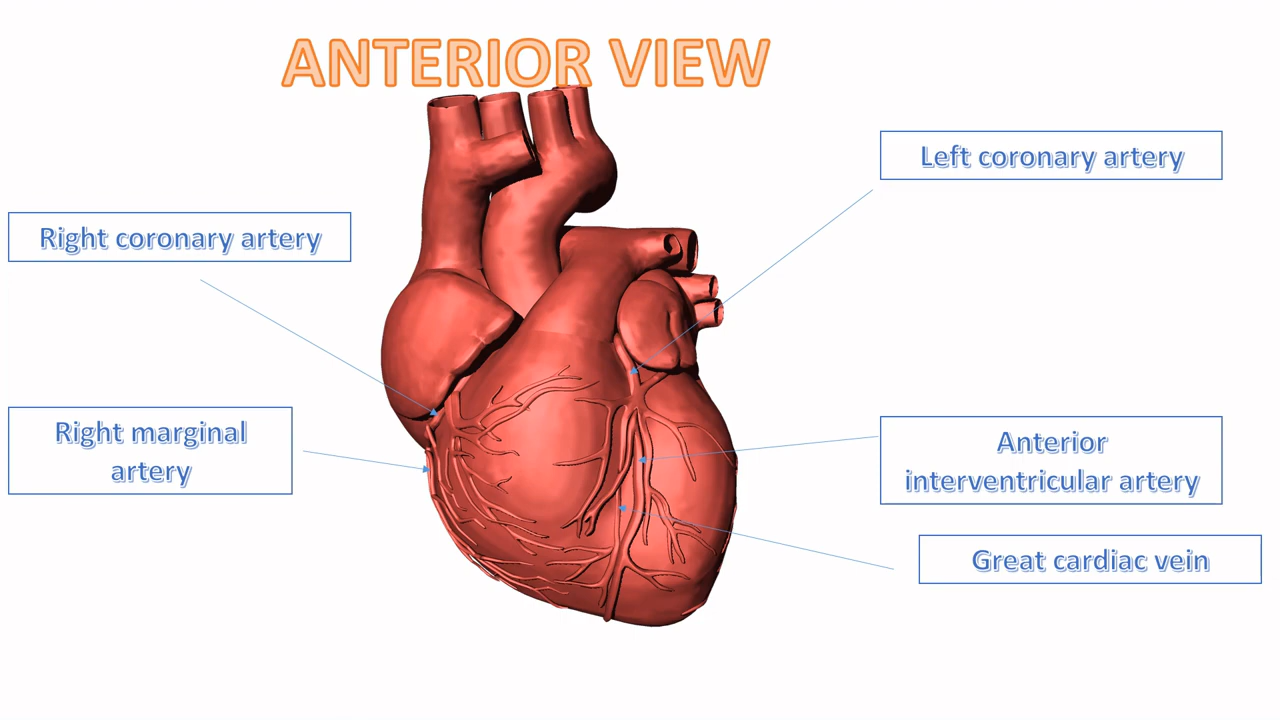 ANTERIOR VIEW
Left coronary artery
Right coronary artery
Right marginal
artery
Anterior
interventricular artery
Great cardiac vein